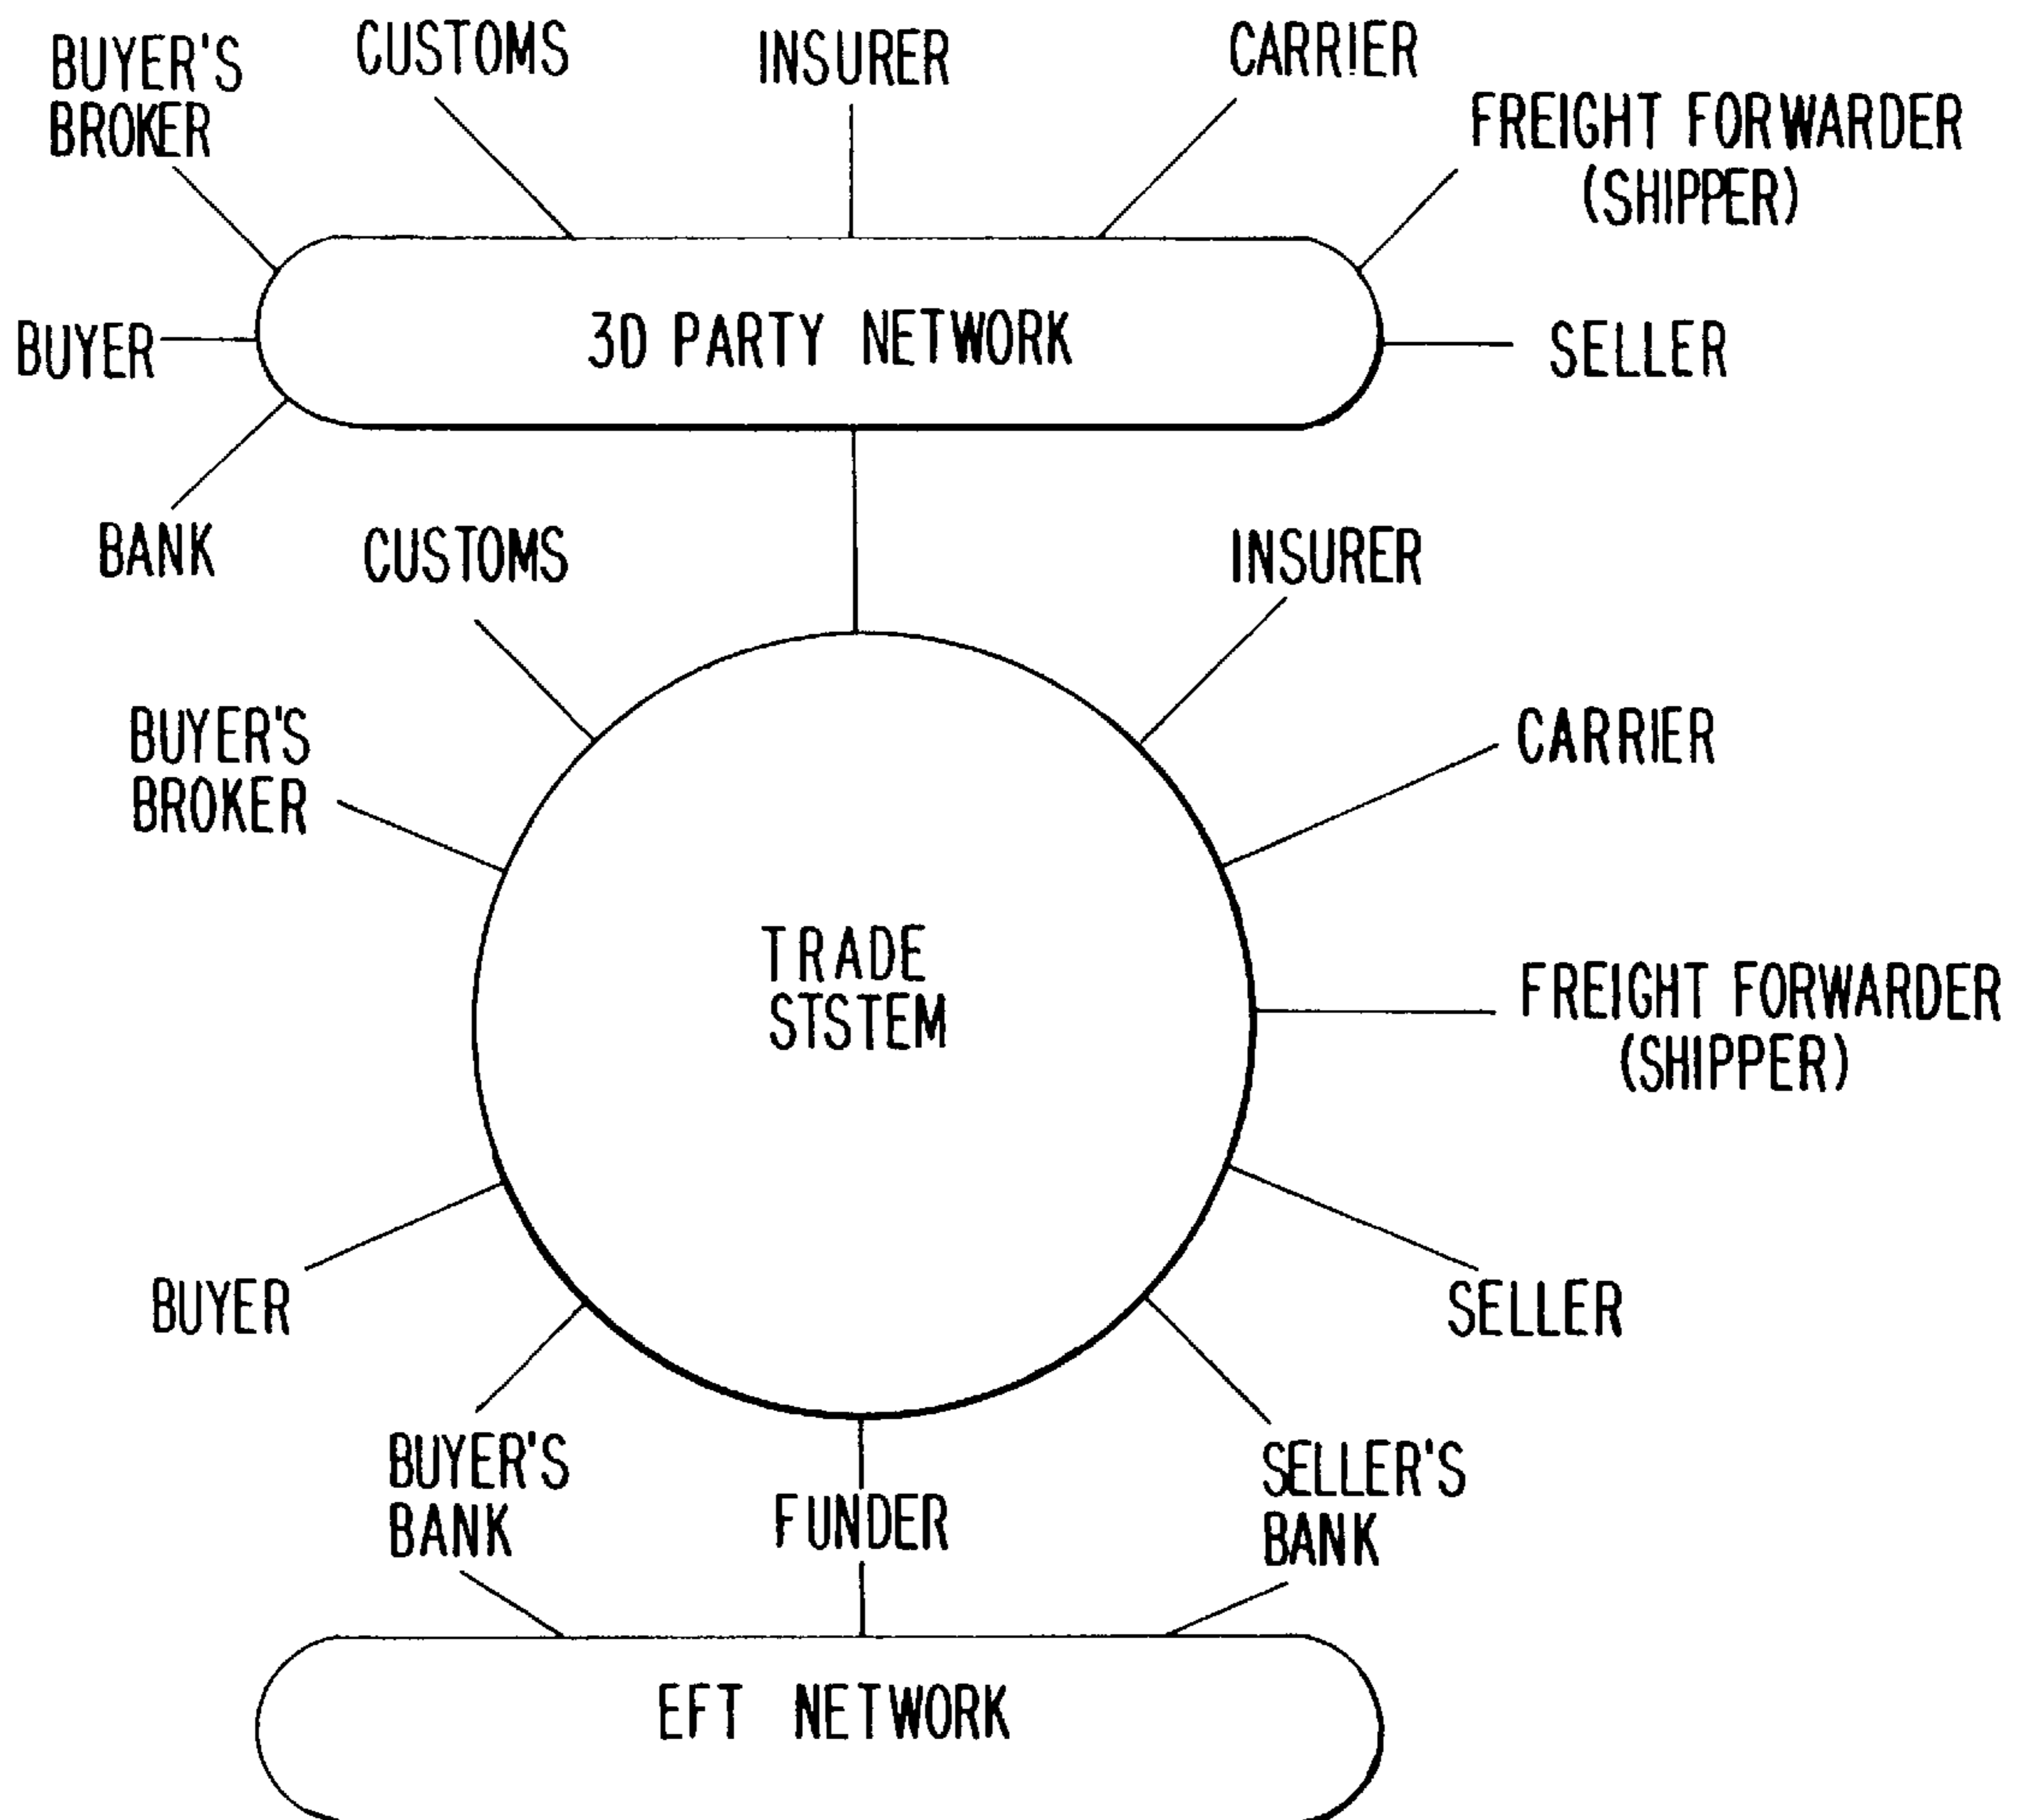 BUYER'S
BROKER
CUSTOMS
INSURER
CARRIER
FREIGHT FORWARDER
(SHIPPER)
BUYER
3D PARTY NETWORK
SELLER
BANK
CUSTOMS
INSURER
BUYER'S
BROKER
CARRIER
TRADE
STSTEM
FREIGHT FORWARDER
(SHIPPER)
BUYER
SELLER
BUYER'S
BANK
FUNDER
SELLER'S
BANK
EFT NETWORK